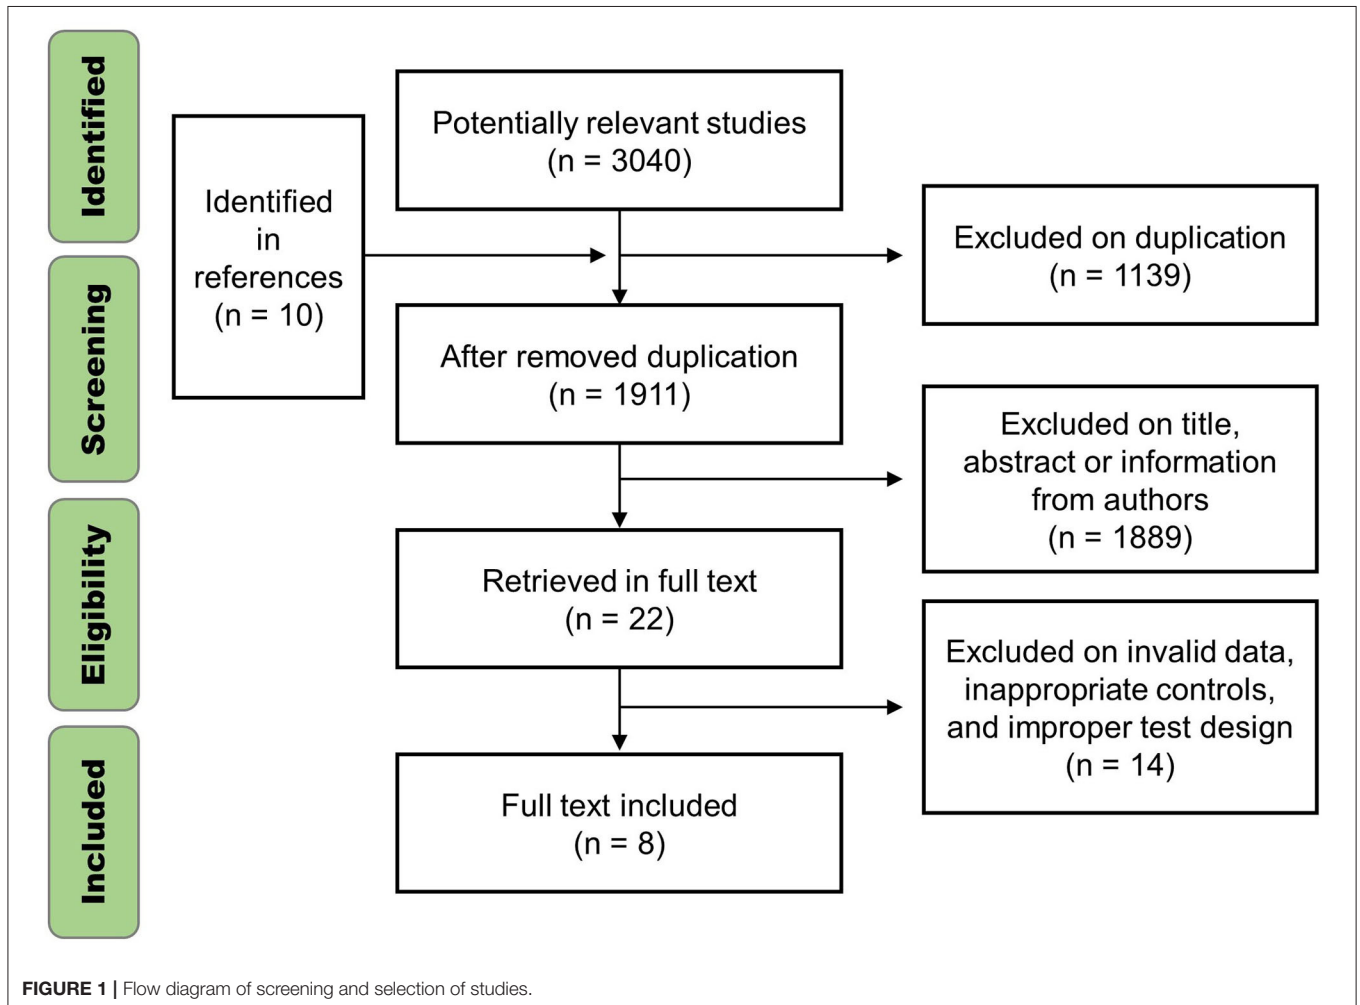 Identified
Screening
Eligibility
Included
Identified
in
references
(n = 10)
Potentially relevant studies
(n = 3040)
Excluded on duplication
(n = 1139)
After removed duplication
(n = 1911)
Excluded on title,
abstract or information
from authors
(n = 1889)
Retrieved in full text
(n = 22)
Excluded on invalid data,
inappropriate controls,
and improper test design
(n = 14)
Full text included
(n = 8)
FIGURE 1 | Flow diagram of screening and selection of studies.